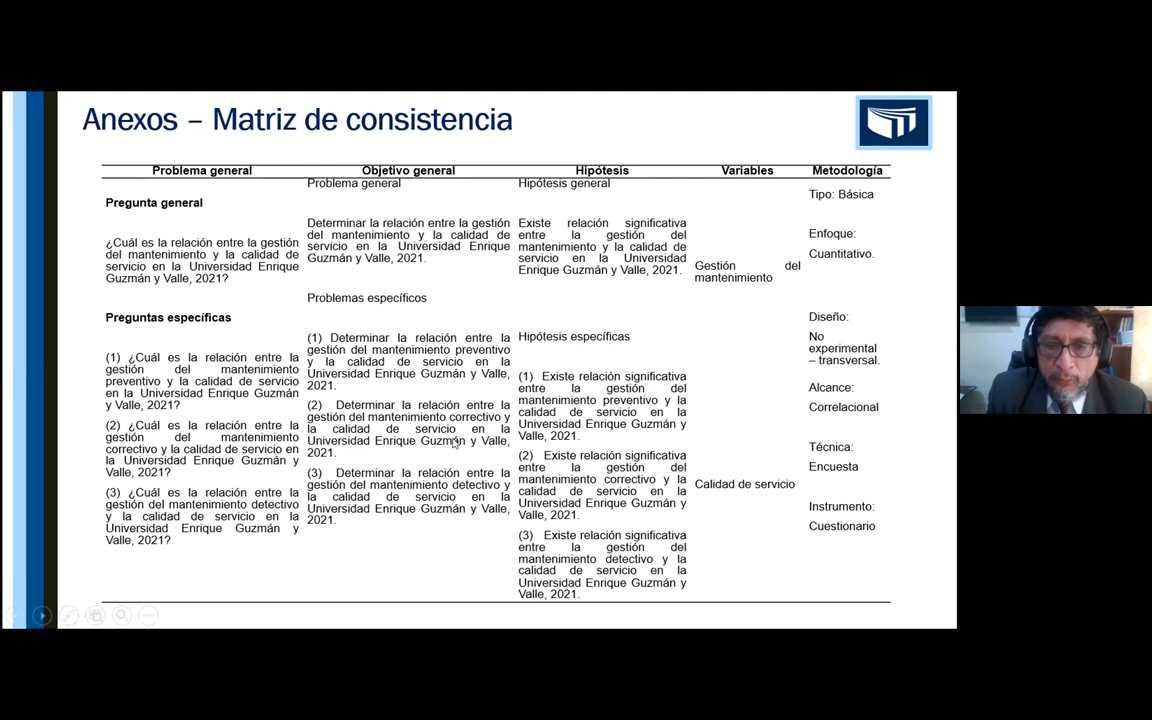 Anexos – Matriz de consistencia
Problema general
Pregunta general
¿Cuál es la relación entre la gestión
del mantenimiento y la calidad de
servicio en la Universidad Enrique
Guzmán y Valle, 2021?
Preguntas específicas
(1) ¿Cuál es la relación entre la
gestión del mantenimiento
preventivo y la calidad de servicio
en la Universidad Enrique Guzmán
y Valle, 2021?
(2) ¿Cuál es la relación entre la
gestión del mantenimiento
correctivo y la calidad de servicio en
la Universidad Enrique Guzmán y
Valle, 2021?
(3) ¿Cuál es la relación entre la
gestión del mantenimiento detectivo
y la calidad de servicio en la
Universidad Enrique Guzmán y
Valle, 2021?
Objetivo general
Problema general
Determinar la relación entre la gestión
del mantenimiento y la calidad de
servicio en la Universidad Enrique
Guzmán y Valle, 2021.
Problemas específicos
(1) Determinar la relación entre la
gestión del mantenimiento preventivo
y la calidad de servicio en la
Universidad Enrique Guzmán y Valle,
2021.
(2) Determinar la relación entre la
gestión del mantenimiento correctivo y
la calidad de servicio en la
Universidad Enrique Guzmán y Valle,
2021.
(3) Determinar la relación entre la
gestión del mantenimiento detectivo y
la calidad de servicio en la
Universidad Enrique Guzmán y Valle,
2021.
Hipótesis
Hipótesis general
Existe relación significativa
entre la gestión del
mantenimiento y la calidad de
servicio en la Universidad
Enrique Guzmán y Valle, 2021.
Hipótesis específicas
(1) Existe relación significativa
entre la gestión del
mantenimiento preventivo y la
calidad de servicio en la
Universidad Enrique Guzmán y
Valle, 2021.
(2) Existe relación significativa
entre la gestión del
mantenimiento correctivo y la
calidad de servicio en la
Universidad Enrique Guzmán y
Valle, 2021.
(3) Existe relación significativa
entre la gestión del
mantenimiento detectivo y la
calidad de servicio en la
Universidad Enrique Guzmán y
Valle, 2021.
Variables
Gestión del
mantenimiento
Calidad de servicio
Metodología
Tipo: Básica
Enfoque:
Cuantitativo.
Diseño:
No
experimental
– transversal.
Alcance:
Correlacional
Técnica:
Encuesta
Instrumento:
Cuestionario